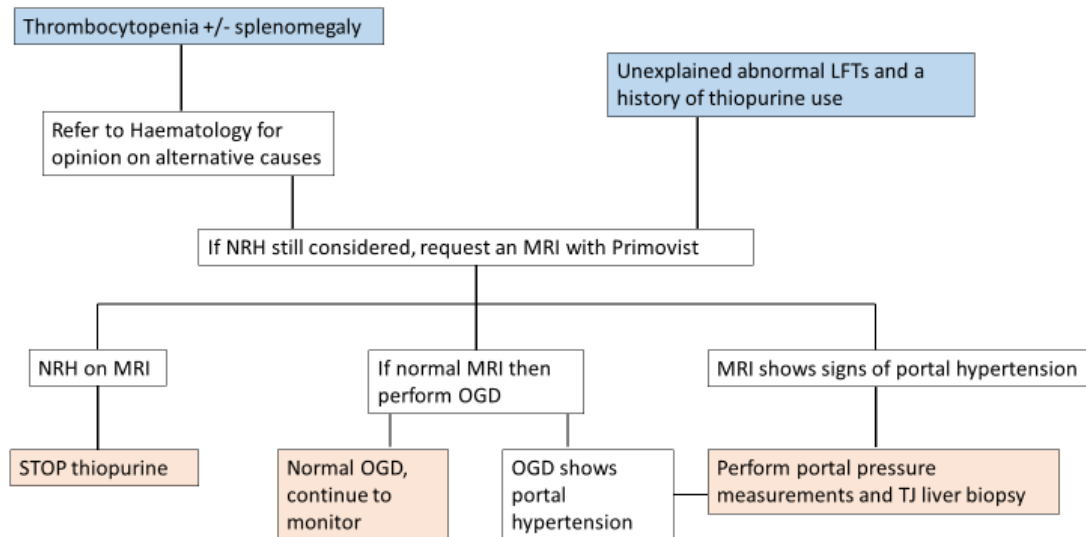 Thrombocytopenia +/- splenomegaly
Unexplained abnormal LFTs and a
history of thiopurine use
Refer to Haematology for
opinion on alternative causes
If NRH still considered, request an MRI with Primovist
NRH on MRI
If normal MRI then
perform OGD
MRI shows signs of portal hypertension
STOP thiopurine
Normal OGD,
continue to
monitor
OGD shows
portal
hypertension
Perform portal pressure
measurements and TJ liver biopsy